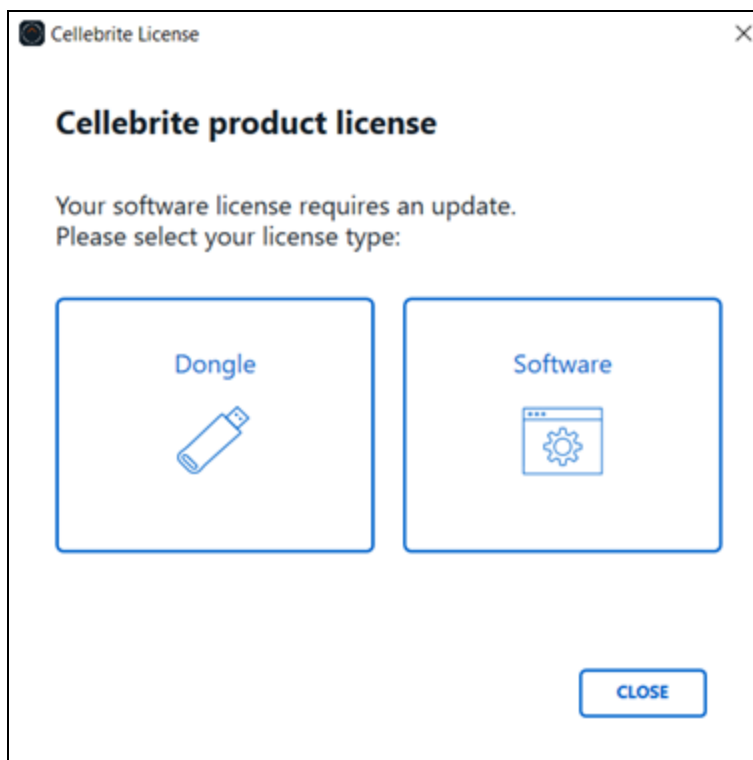 Cellebrite License
Cellebrite product license
Your software license requires an update.
Please select your license type:
Dongle
Software
CLOSE